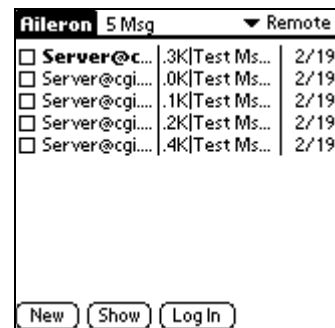 Aileron 5 Msg Remote
Server@c... .3K|Test Ms... 2/19
Server@cgi.... .0K|Test Ms... 2/19
Server@cgi.... .1K|Test Ms... 2/19
Server@cgi.... .2K|Test Ms... 2/19
Server@cgi.... .4K|Test Ms... 2/19
New Show Log In